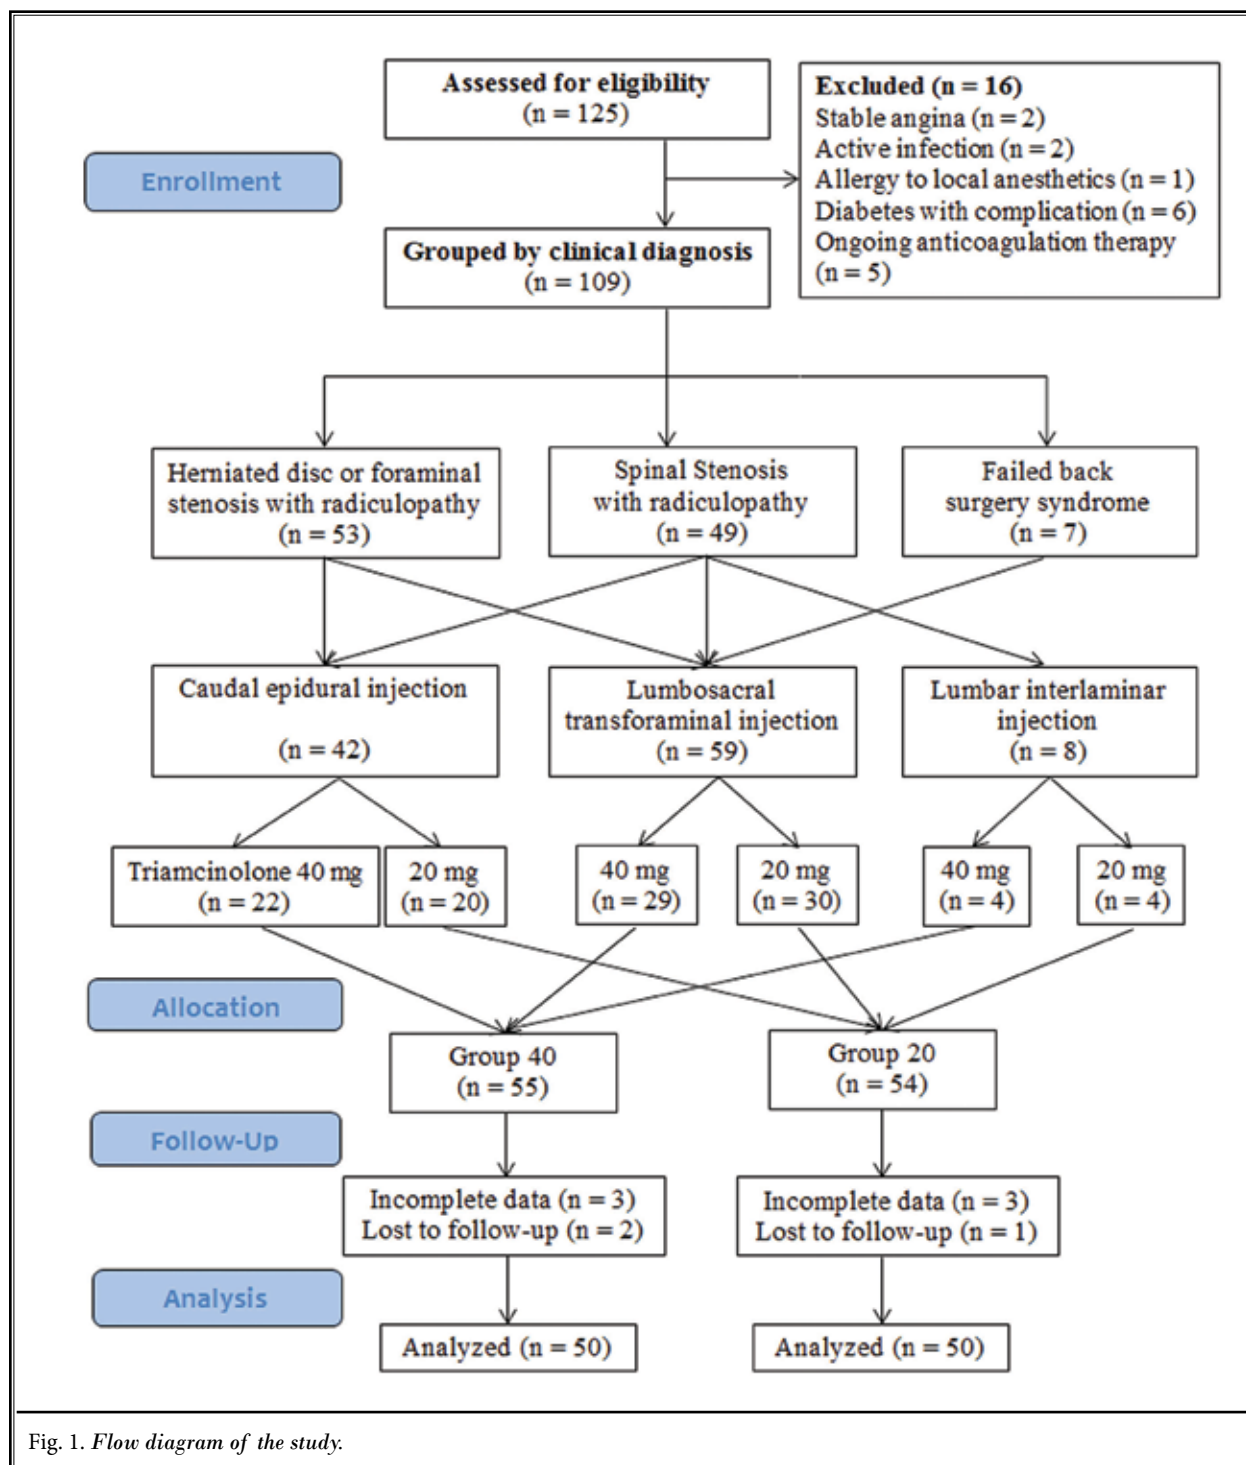 Assessed for eligibility
(n = 125)
Excluded (n = 16)
Stable angina (n = 2)
Active infection (n = 2)
Allergy to local anesthetics (n = 1)
Diabetes with complication (n = 6)
Ongoing anticoagulation therapy
(n = 5)
Enrollment
Grouped by clinical diagnosis
(n = 109)
Herniated disc or foraminal
stenosis with radiculopathy
(n = 53)
Spinal Stenosis
with radiculopathy
(n = 49)
Failed back
surgery syndrome
(n = 7)
Caudal epidural injection
(n = 42)
Lumbosacral
transforaminal injection
(n = 59)
Lumbar interlaminar
injection
(n = 8)
Triamcinolone 40 mg
(n = 22)
20 mg
(n = 20)
40 mg
(n = 29)
20 mg
(n = 30)
40 mg
(n = 4)
20 mg
(n = 4)
Allocation
Group 40
(n = 55)
Group 20
(n = 54)
Follow-Up
Incomplete data (n = 3)
Lost to follow-up (n = 2)
Incomplete data (n = 3)
Lost to follow-up (n = 1)
Analysis
Analyzed (n = 50)
Analyzed (n = 50)
Fig. 1. Flow diagram of the study.